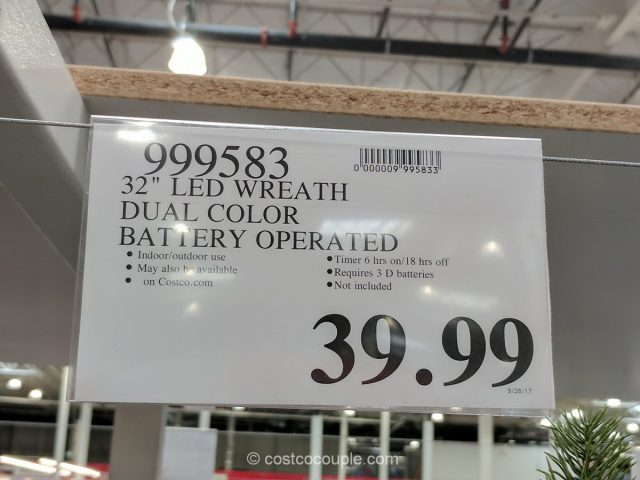 999583
0"000009"995833"
32" LED WREATH
DUAL COLOR
BATTERY OPERATED
• Indoor/outdoor use
• May also be available
• on Costco.com
• Timer 6 hrs on/18 hrs off
• Requires 3 D batteries
• Not included
39.99
9/26/17
© costcocouple.com